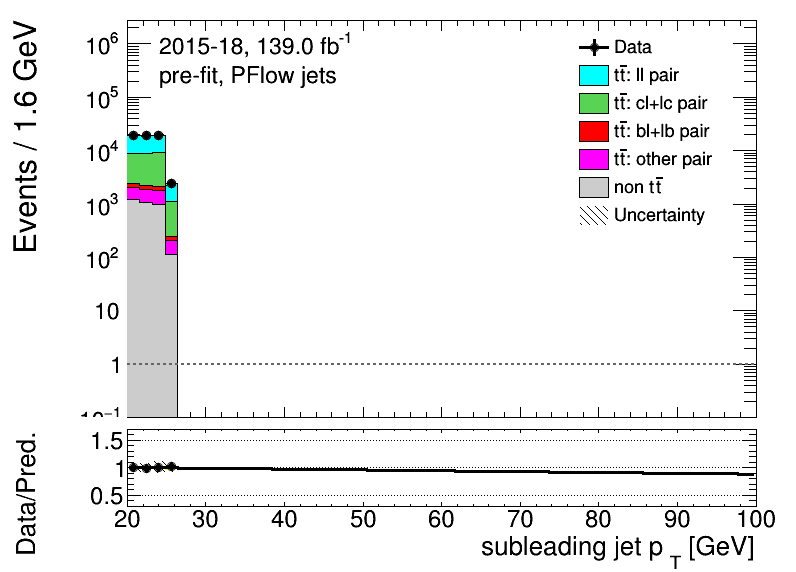 Events / 1.6 GeV
10⁶
10⁵
10⁴
10³
10²
10
1
10⁻¹
2015-18, 139.0 fb⁻¹
pre-fit, PFlow jets
Data
tt̄: ll pair
tt̄: cl+lc pair
tt̄: bl+lb pair
tt̄: other pair
non tt̄
Uncertainty
Data/Pred.
1.5
1
0.5
20 30 40 50 60 70 80 90 100
subleading jet p_T [GeV]